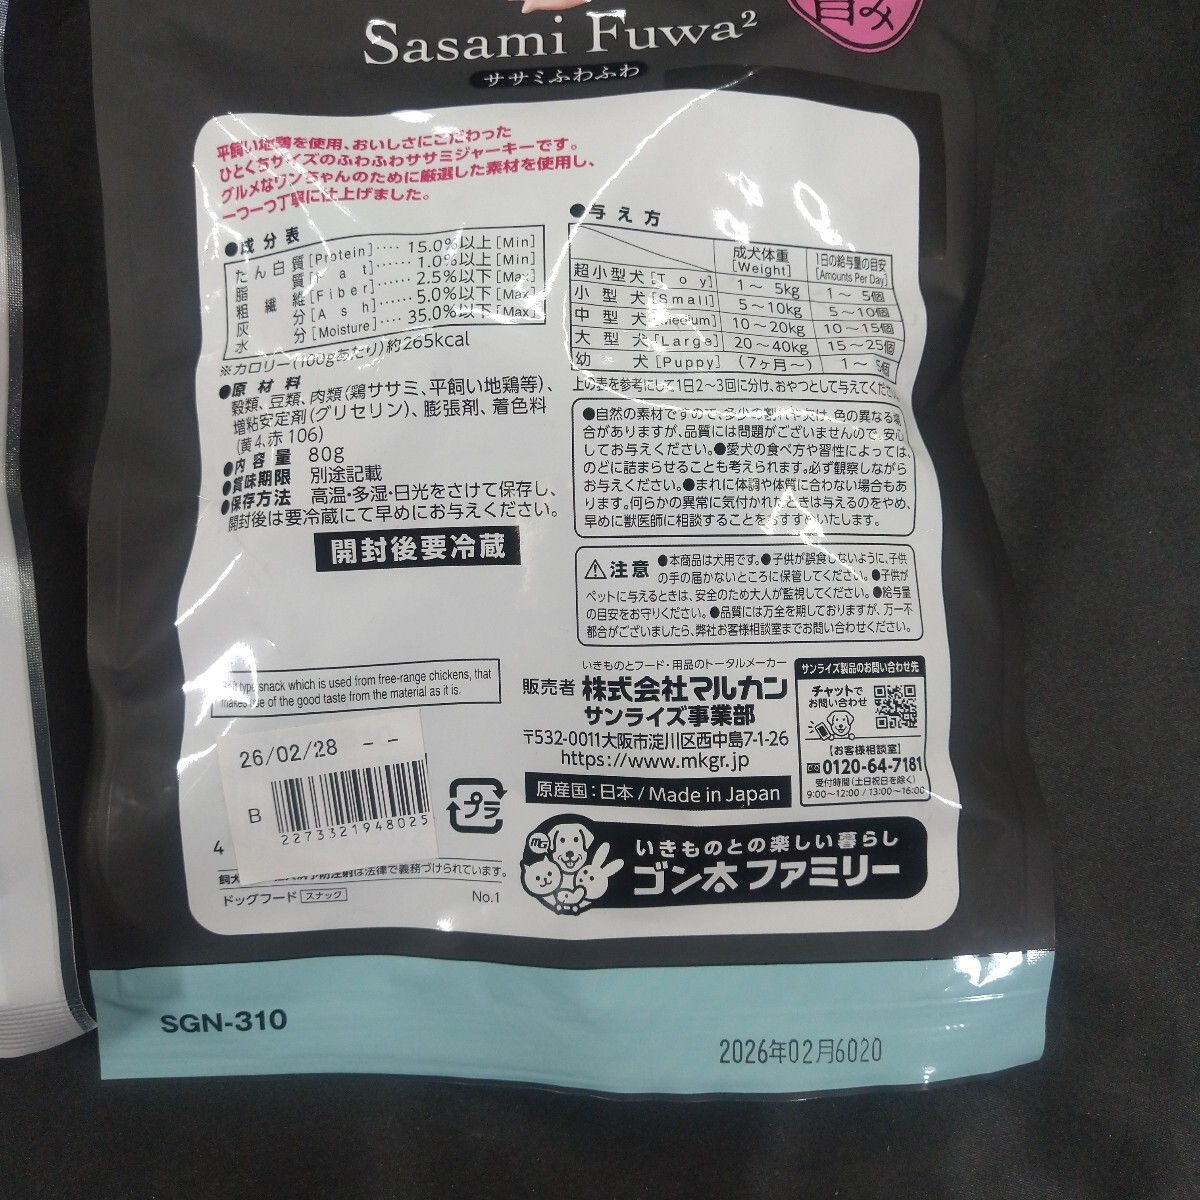 旨み
Sasami Fuwa²
ササミふわふわ
平飼い地鶏を使用、おいしさにこだわった
ひとくちサイズのふわふわササミジャーキーです。
グルメなワンちゃんのために厳選した素材を使用し、
一つ一つ丁寧に仕上げました。
●成分表
たん白質[Protein]‥‥15.0%以上[Min]
脂質[Fat]‥‥‥1.0%以上[Min]
粗繊維[Fiber]‥‥‥2.5%以下[Max]
灰分[Ash]‥‥‥5.0%以下[Max]
水分[Moisture]‥‥35.0%以下[Max]
※カロリー(100gあたり)約265kcal
●原材料
穀類、豆類、肉類(鶏ササミ、平飼い地鶏等)、
増粘安定剤(グリセリン)、膨張剤、着色料
(黄4、赤106)
●内容量 80g
●賞味期限 別途記載
●保存方法 高温・多湿・日光をさけて保存し、
開封後は要冷蔵にて早めにお与えください。
開封後要冷蔵
type snack which is used from free-range chickens, that
makes use of the good taste from the material as it is.
26/02/28 --
B
2273321948025
4
プラ
は法律で義務づけられています。
ドッグフード スナック No.1
●与え方
成犬体重[Weight] 1日の給与量の目安[Amounts Per Day]
超小型犬[Toy] 1～5kg 1～5個
小型犬[Small] 5～10kg 5～10個
中型犬[Medium] 10～20kg 10～15個
大型犬[Large] 20～40kg 15～25個
幼犬[Puppy] (7ヶ月～) 1～5個
上の表を参考にして1日2～3回に分け、おやつとして与えてください。
●自然の素材ですので、多少の割れや欠け、色の異なる場
合がありますが、品質には問題がございませんので、安心
してお与えください。●愛犬の食べ方や習性によっては、
のどに詰まらせることも考えられます。必ず観察しながら
お与えください。●まれに体調や体質に合わない場合もあ
ります。何らかの異常に気付かれたときは与えるのをやめ、
早めに獣医師に相談することをおすすめいたします。
⚠注意 ●本商品は犬用です。●子供が誤食しないように、子供
の手の届かないところに保管してください。●子供が
ペットに与えるときは、安全のため大人が監視してください。●給与量
の目安をお守りください。●品質には万全を期しておりますが、万一不
都合がございましたら、弊社お客様相談室までお問い合わせください。
いきものとフード・用品のトータルメーカー
販売者 株式会社マルカン
サンライズ事業部
〒532-0011大阪市淀川区西中島7-1-26
https://www.mkgr.jp
原産国:日本/Made in Japan
サンライズ製品のお問い合わせ先
チャットで
お問い合わせ
【お客様相談室】
0120-64-7181
受付時間(土日祝日を除く)
9:00～12:00/13:00～16:00
MG
いきものとの楽しい暮らし
ゴン太ファミリー
SGN-310
2026年02月6020